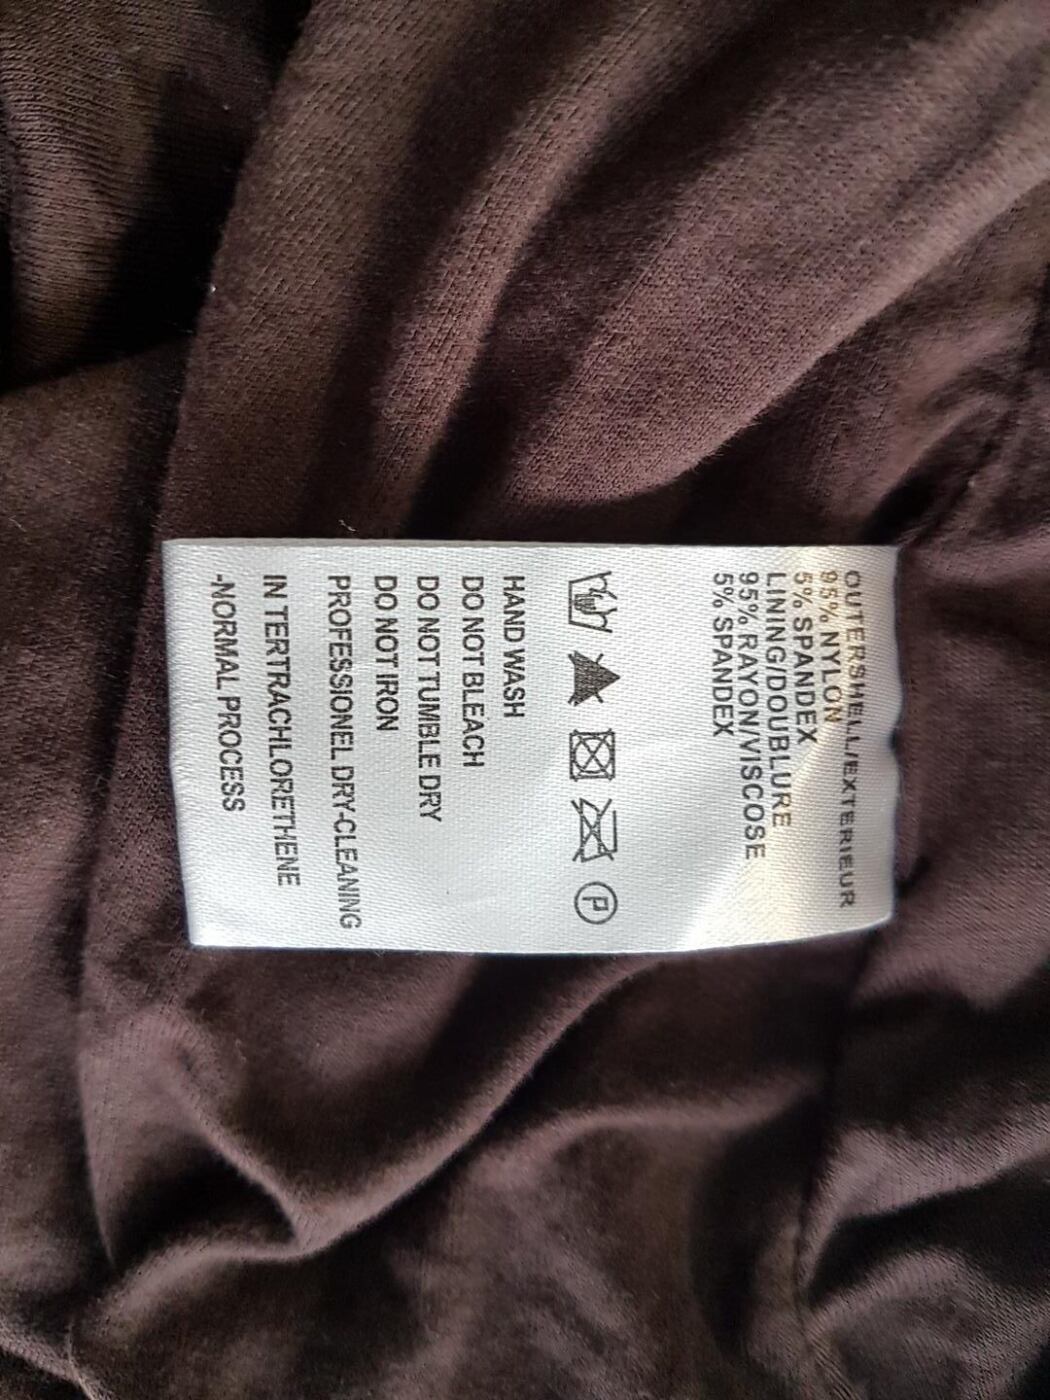 OUTERSHELL/EXTERIEUR
95% NYLON
5% SPANDEX
LINING/DOUBLURE
95% RAYON/VISCOSE
5% SPANDEX
P
HAND WASH
DO NOT BLEACH
DO NOT TUMBLE DRY
DO NOT IRON
PROFESSIONEL DRY-CLEANING
IN TERTRACHLORETHENE
-NORMAL PROCESS